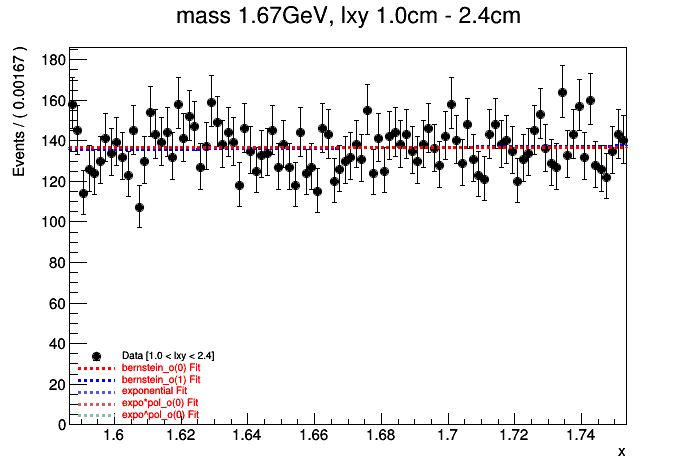 mass 1.67GeV, lxy 1.0cm - 2.4cm
Events / ( 0.00167 )
180
160
140
120
100
80
60
40
20
0
Data [1.0 < lxy < 2.4]
bernstein_o(0) Fit
bernstein_o(1) Fit
exponential Fit
expo*pol_o(0) Fit
expo^pol_o(0) Fit
1.6 1.62 1.64 1.66 1.68 1.7 1.72 1.74
x